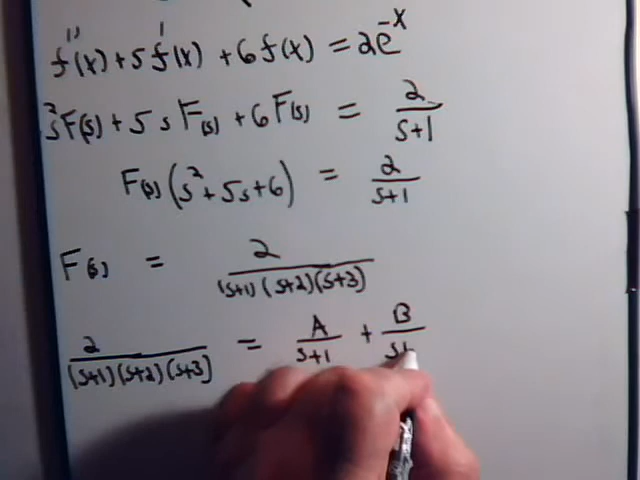 f''(x) + 5f'(x) + 6f(x) = 2e^{-x}
s²F(s) + 5sF(s) + 6F(s) = 2/(s+1)
F(s)(s² + 5s + 6) = 2/(s+1)
F(s) = 2/((s+1)(s+2)(s+3))
2/((s+1)(s+2)(s+3)) = A/(s+1) + B/(s+